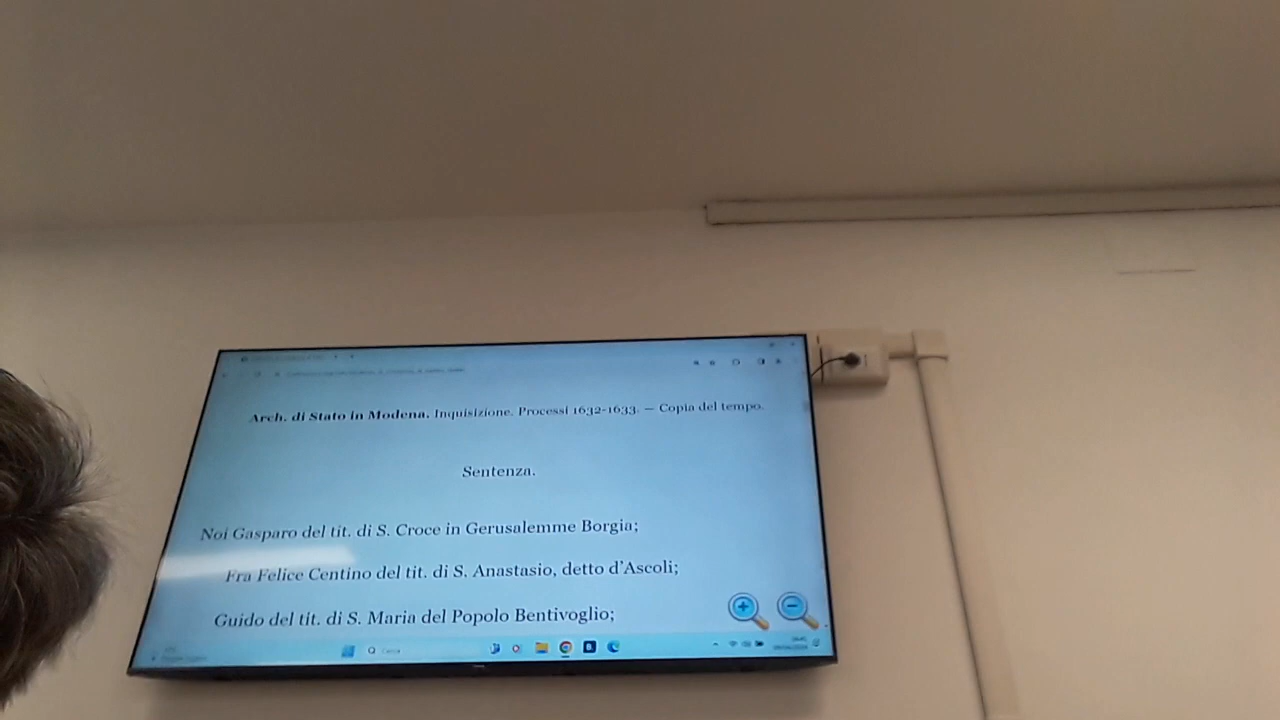 Arch. di Stato in Modena. Inquisizione. Processi 1632-1633. — Copia del tempo.
Sentenza.
Noi Gasparo del tit. di S. Croce in Gerusalemme Borgia;
Fra Felice Centino del tit. di S. Anastasio, detto d'Ascoli;
Guido del tit. di S. Maria del Popolo Bentivoglio;
Cerca